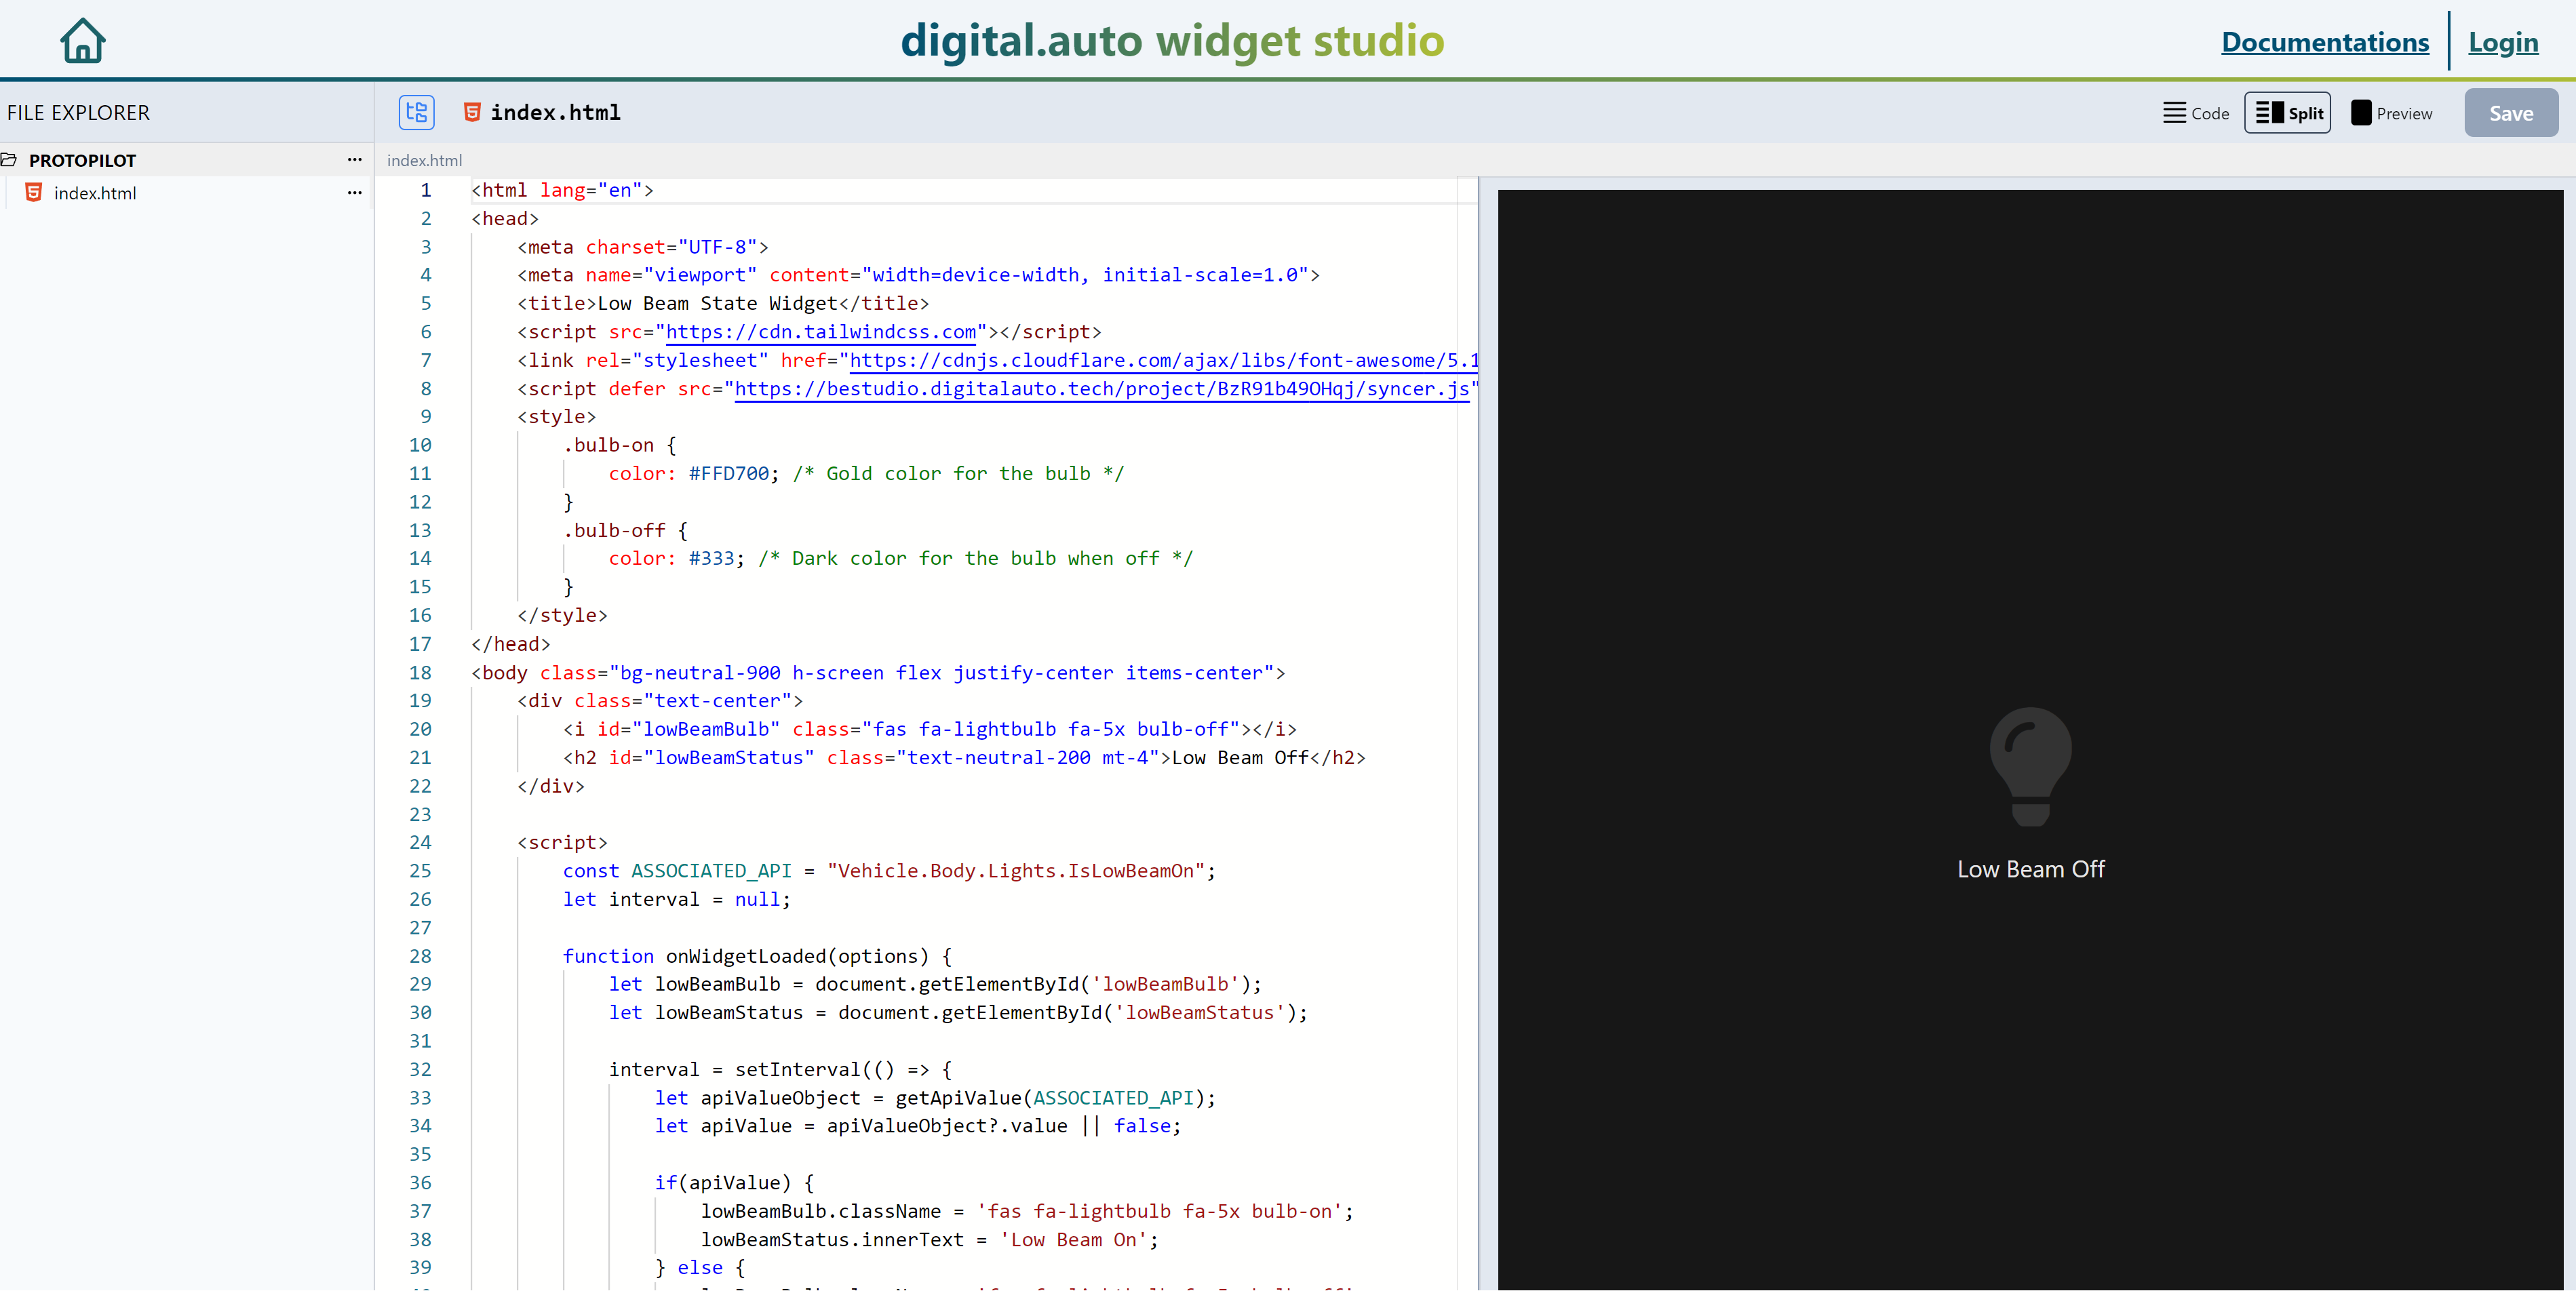 digital.auto widget studio
Documentations
Login
FILE EXPLORER
index.html
Code
Split
Preview
Save
PROTOPILOT
index.html
index.html
1 <html lang="en">
2 <head>
3 <meta charset="UTF-8">
4 <meta name="viewport" content="width=device-width, initial-scale=1.0">
5 <title>Low Beam State Widget</title>
6 <script src="https://cdn.tailwindcss.com"></script>
7 <link rel="stylesheet" href="https://cdnjs.cloudflare.com/ajax/libs/font-awesome/5.1
8 <script defer src="https://bestudio.digitalauto.tech/project/BzR91b49OHqj/syncer.js"
9 <style>
10 .bulb-on {
11 color: #FFD700; /* Gold color for the bulb */
12 }
13 .bulb-off {
14 color: #333; /* Dark color for the bulb when off */
15 }
16 </style>
17 </head>
18 <body class="bg-neutral-900 h-screen flex justify-center items-center">
19 <div class="text-center">
20 <i id="lowBeamBulb" class="fas fa-lightbulb fa-5x bulb-off"></i>
21 <h2 id="lowBeamStatus" class="text-neutral-200 mt-4">Low Beam Off</h2>
22 </div>
23
24 <script>
25 const ASSOCIATED_API = "Vehicle.Body.Lights.IsLowBeamOn";
26 let interval = null;
27
28 function onWidgetLoaded(options) {
29 let lowBeamBulb = document.getElementById('lowBeamBulb');
30 let lowBeamStatus = document.getElementById('lowBeamStatus');
31
32 interval = setInterval(() => {
33 let apiValueObject = getApiValue(ASSOCIATED_API);
34 let apiValue = apiValueObject?.value || false;
35
36 if(apiValue) {
37 lowBeamBulb.className = 'fas fa-lightbulb fa-5x bulb-on';
38 lowBeamStatus.innerText = 'Low Beam On';
39 } else {
Low Beam Off